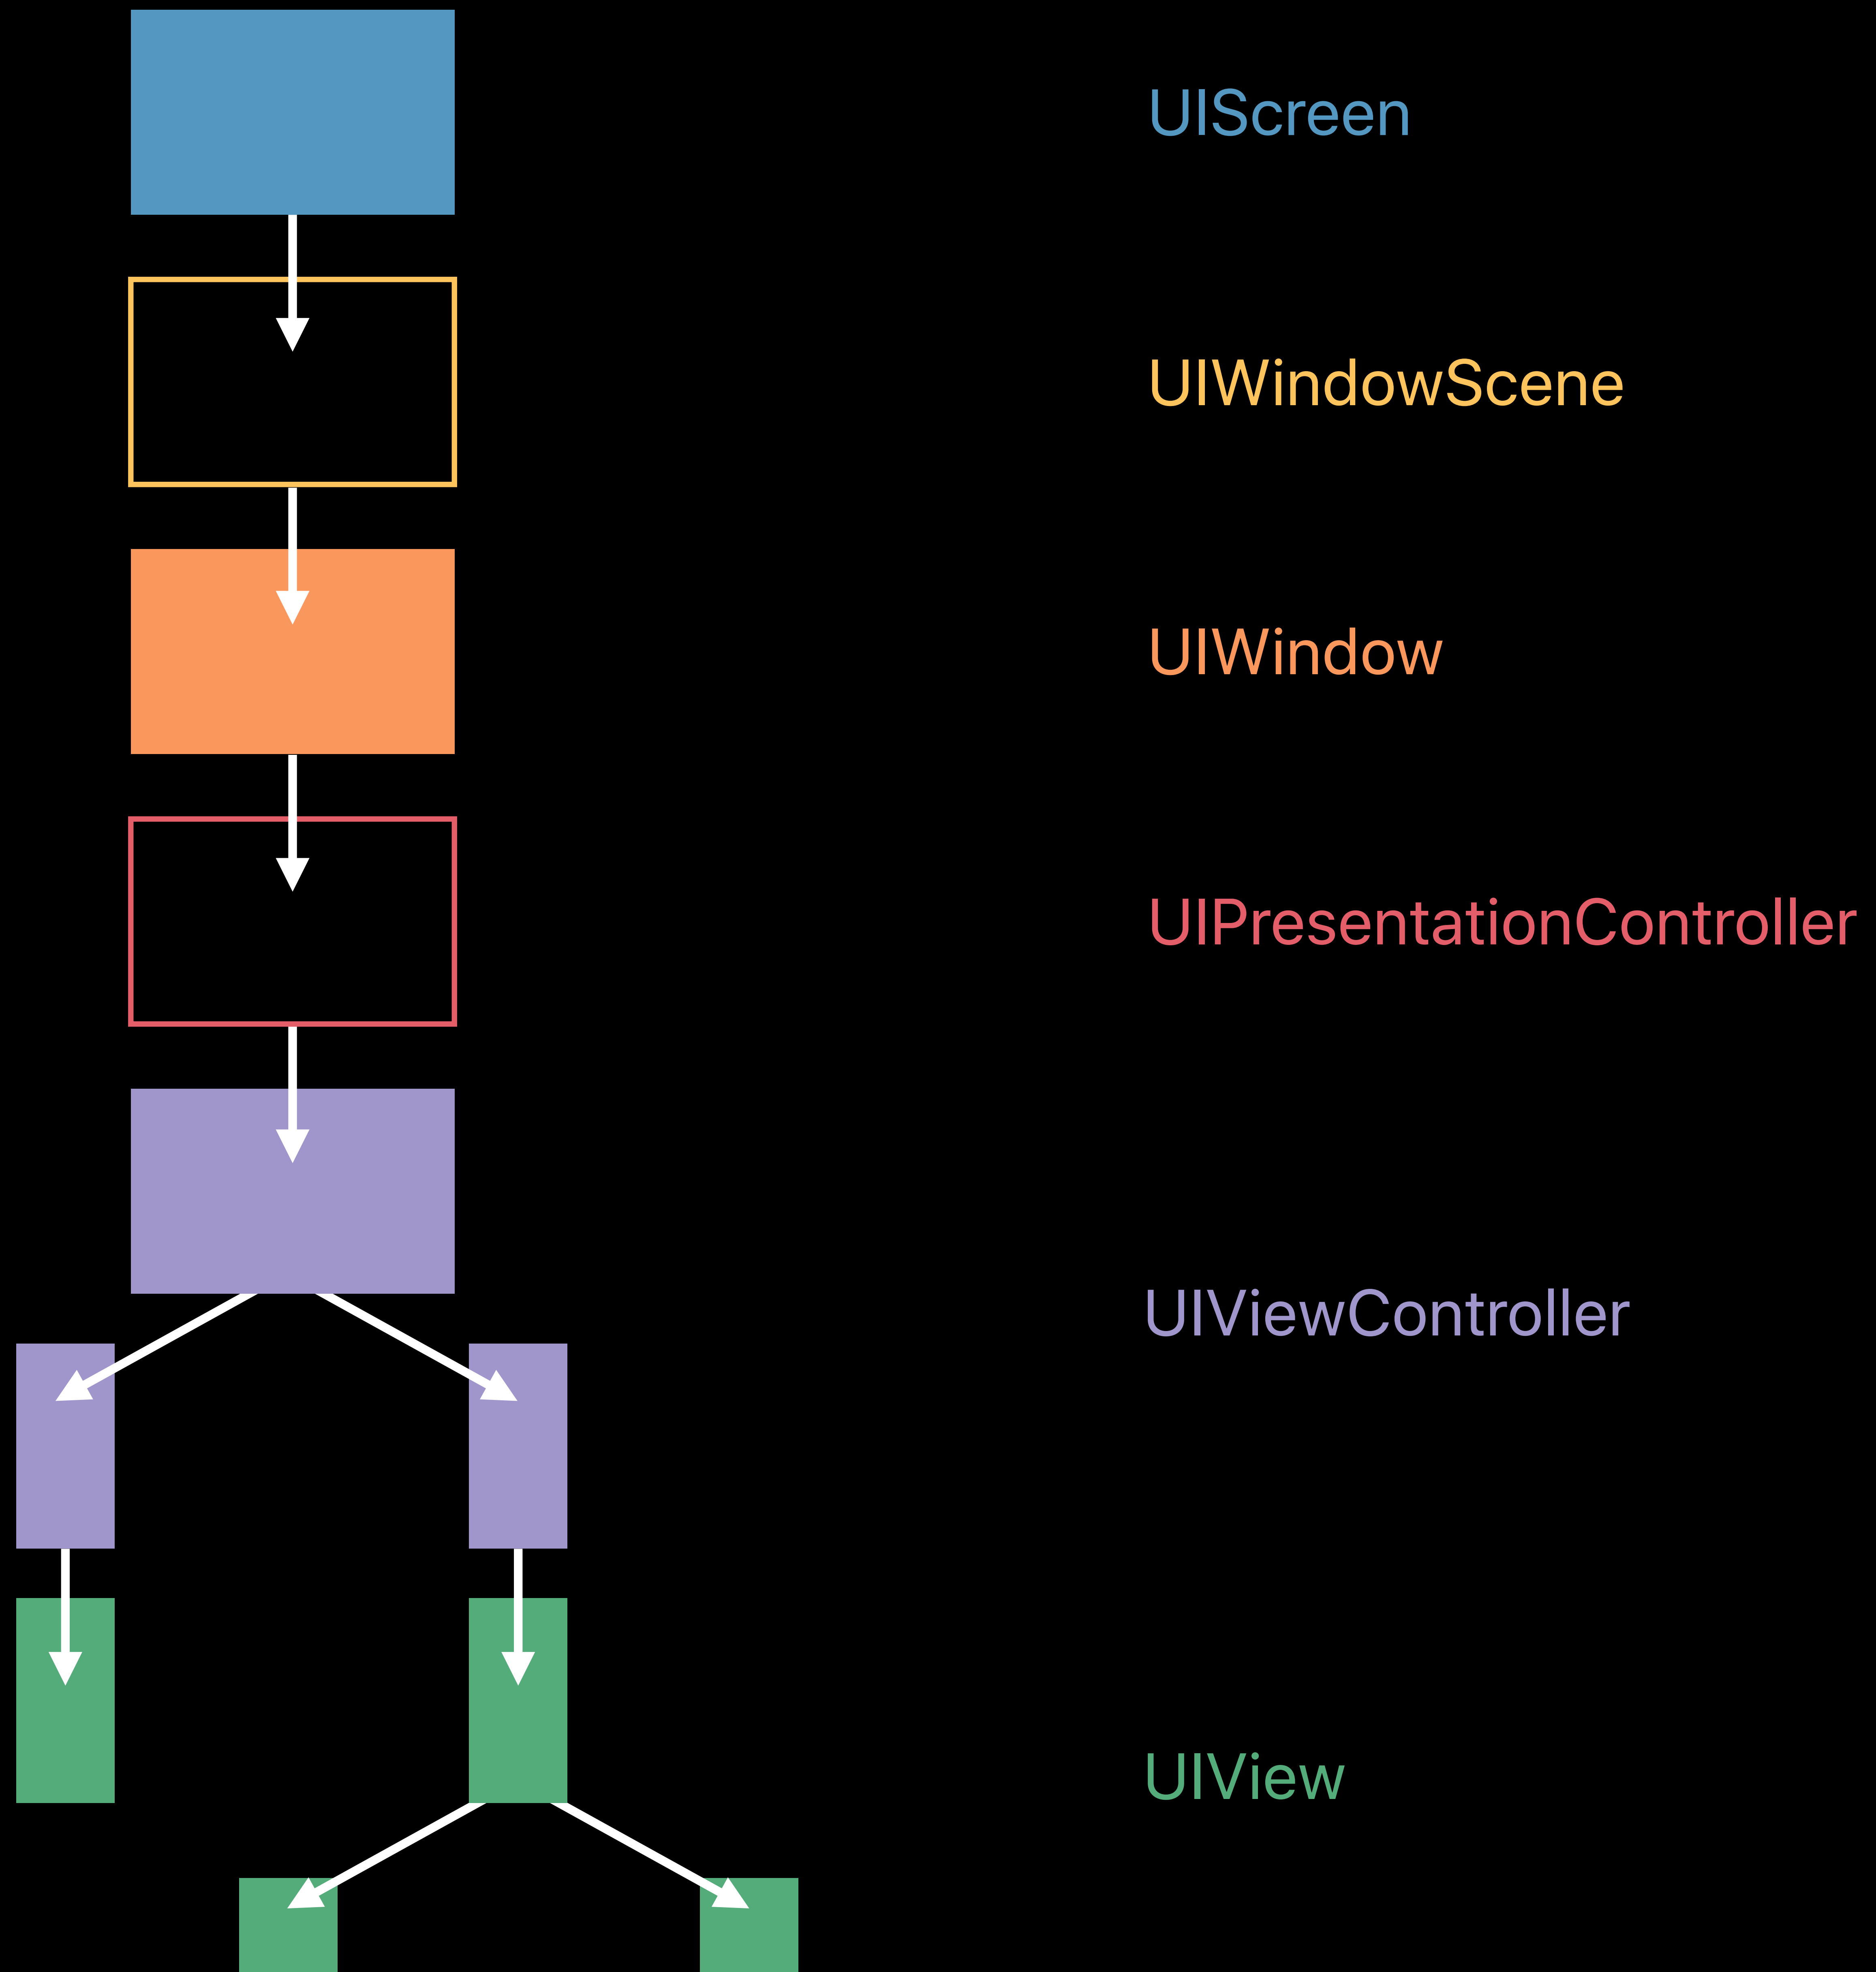 UIScreen
UIWindowScene
UIWindow
UIPresentationController
UIViewController
UIView